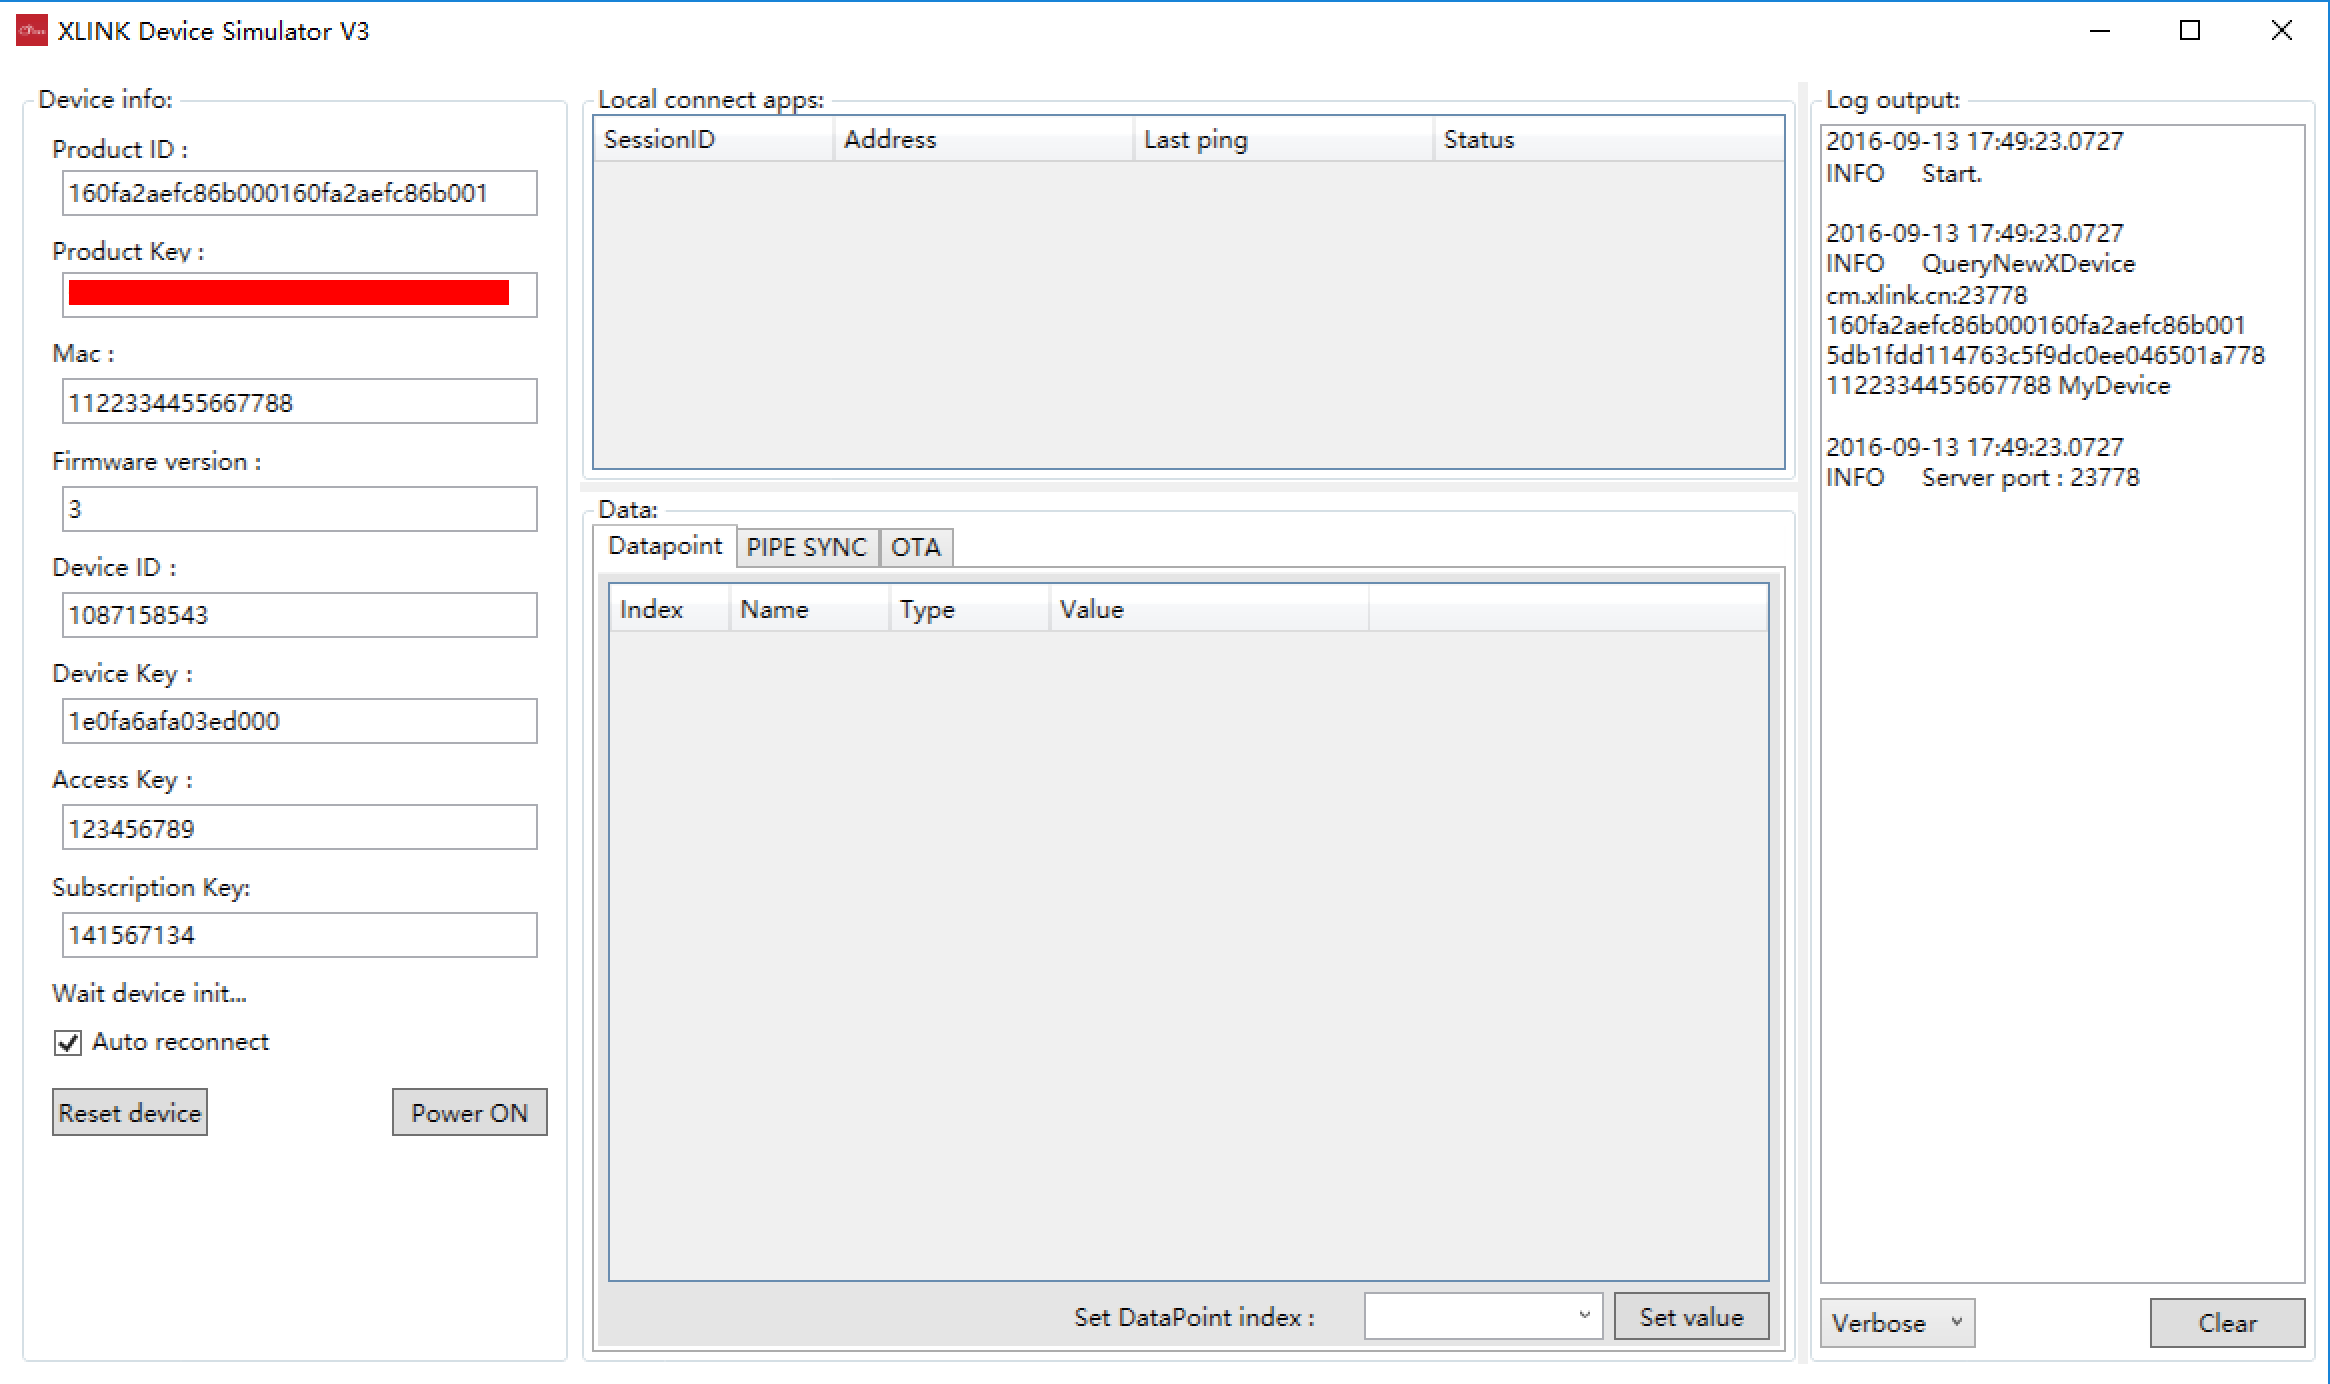 XLINK Device Simulator V3
Device info:
Product ID :
160fa2aefc86b000160fa2aefc86b001
Product Key :
Mac :
1122334455667788
Firmware version :
3
Device ID :
1087158543
Device Key :
1e0fa6afa03ed000
Access Key :
123456789
Subscription Key:
141567134
Wait device init...
Auto reconnect
Reset device
Power ON
Local connect apps:
SessionID Address Last ping Status
Data:
Datapoint PIPE SYNC OTA
Index Name Type Value
Set DataPoint index :
Set value
Log output:
2016-09-13 17:49:23.0727
INFO Start.
2016-09-13 17:49:23.0727
INFO QueryNewXDevice
cm.xlink.cn:23778
160fa2aefc86b000160fa2aefc86b001
5db1fdd114763c5f9dc0ee046501a778
1122334455667788 MyDevice
2016-09-13 17:49:23.0727
INFO Server port : 23778
Verbose
Clear